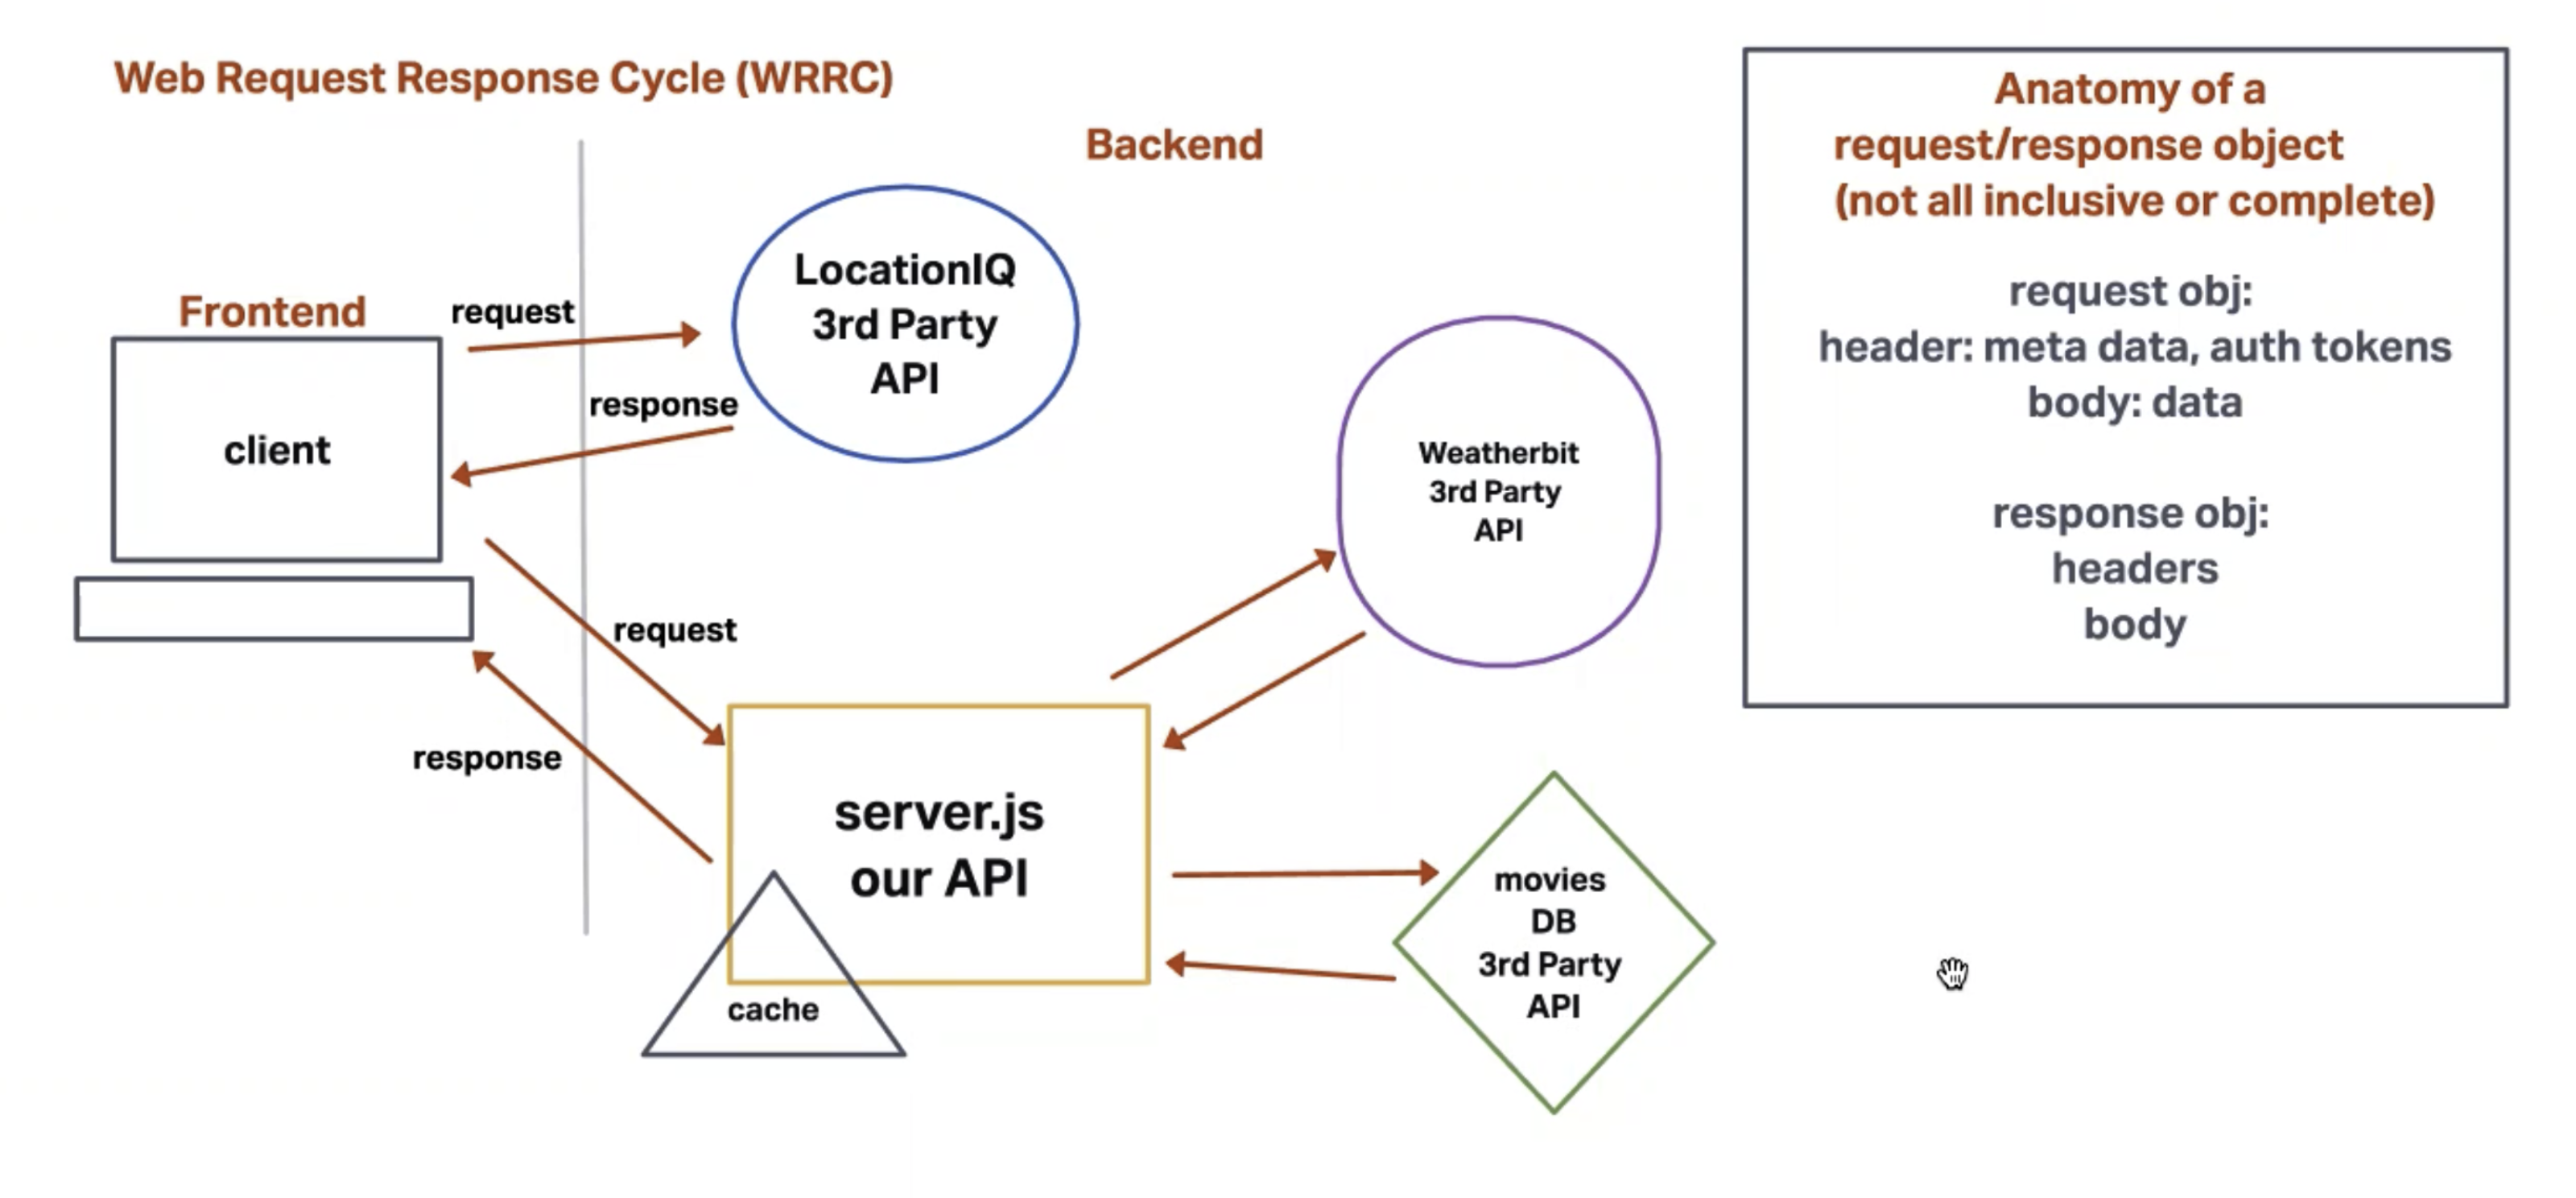 Web Request Response Cycle (WRRC)
Backend
Frontend
request
response
client
LocationIQ
3rd Party
API
request
response
Weatherbit
3rd Party
API
server.js
our API
cache
movies
DB
3rd Party
API
Anatomy of a
request/response object
(not all inclusive or complete)
request obj:
header: meta data, auth tokens
body: data
response obj:
headers
body